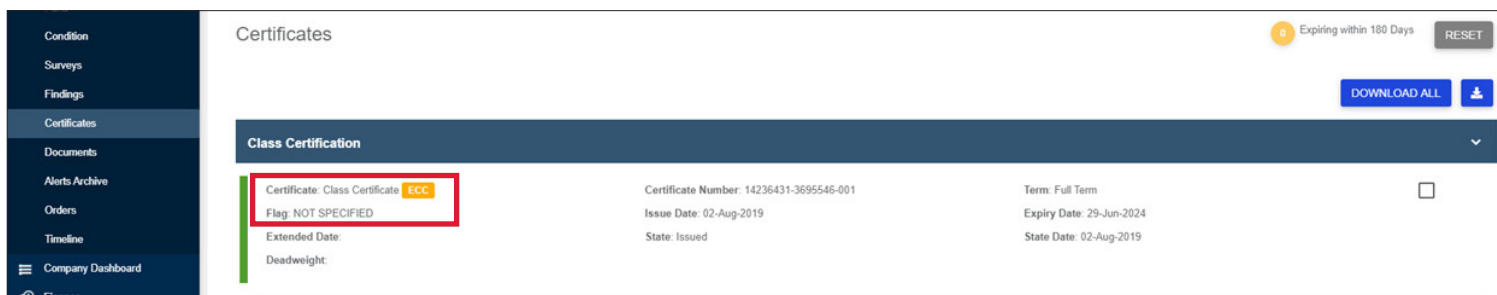 Condition
Surveys
Findings
Certificates
Documents
Alerts Archive
Orders
Timeline
Company Dashboard
Certificates
0 Expiring within 180 Days RESET
DOWNLOAD ALL
Class Certification
Certificate: Class Certificate ECC
Flag: NOT SPECIFIED
Extended Date:
Deadweight:
Certificate Number: 14236431-3695546-001
Issue Date: 02-Aug-2019
State: Issued
Term: Full Term
Expiry Date: 29-Jun-2024
State Date: 02-Aug-2019